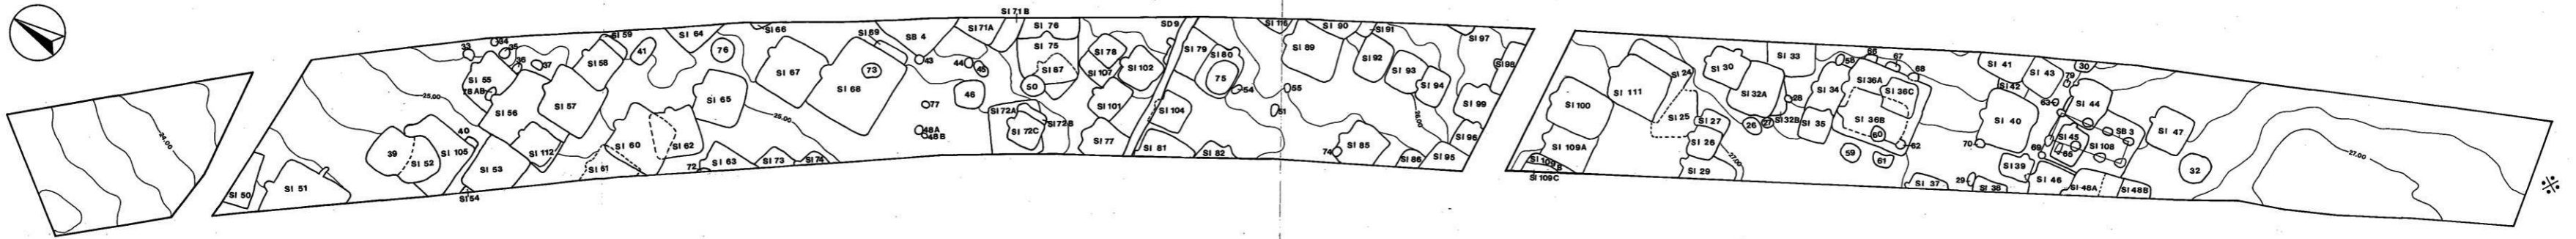 24.00
SI 50
SI 51
25.00
39
SI 52
40
SI 105
33
34
35
36
37
SI 55
78 AB
SI 56
SI 53
SI 54
SI 112
SI 57
SI 58
SI 59
41
SI 60
SI 61
SI 62
SI 64
76
SI 65
72
SI 63
SI 73
SI 74
25.00
SI 66
SI 67
SI 68
73
SI 69
SB 4
43
77
48A
48B
SI 71A
SI 71B
44
45
46
SI 72A
SI 72B
SI 72C
SI 76
SI 75
SI 87
50
SI 78
SI 107
SI 102
SI 101
SI 77
SD 9
SI 104
SI 81
SI 79
SI 80
75
54
SI 82
SI 116
SI 89
55
51
SI 90
SI 91
SI 92
SI 93
SI 94
SI 85
74
SI 86
SI 95
SI 96
SI 97
SI 98
SI 99
SI 100
SI 109A
SI 109B
SI 109C
SI 111
SI 24
SI 25
SI 27
SI 26
27.00
SI 29
SI 30
SI 32A
SI 33
28
26
27
SI 32B
SI 34
SI 35
66
67
68
SI 36A
SI 36C
SI 36B
60
62
59
61
SI 37
SI 41
SI 42
SI 43
79
30
SI 40
70
63
SI 44
SB 3
SI 45
65
SI 108
69
SI 39
29
SI 38
SI 46
SI 48A
SI 48B
SI 47
32
27.00
※